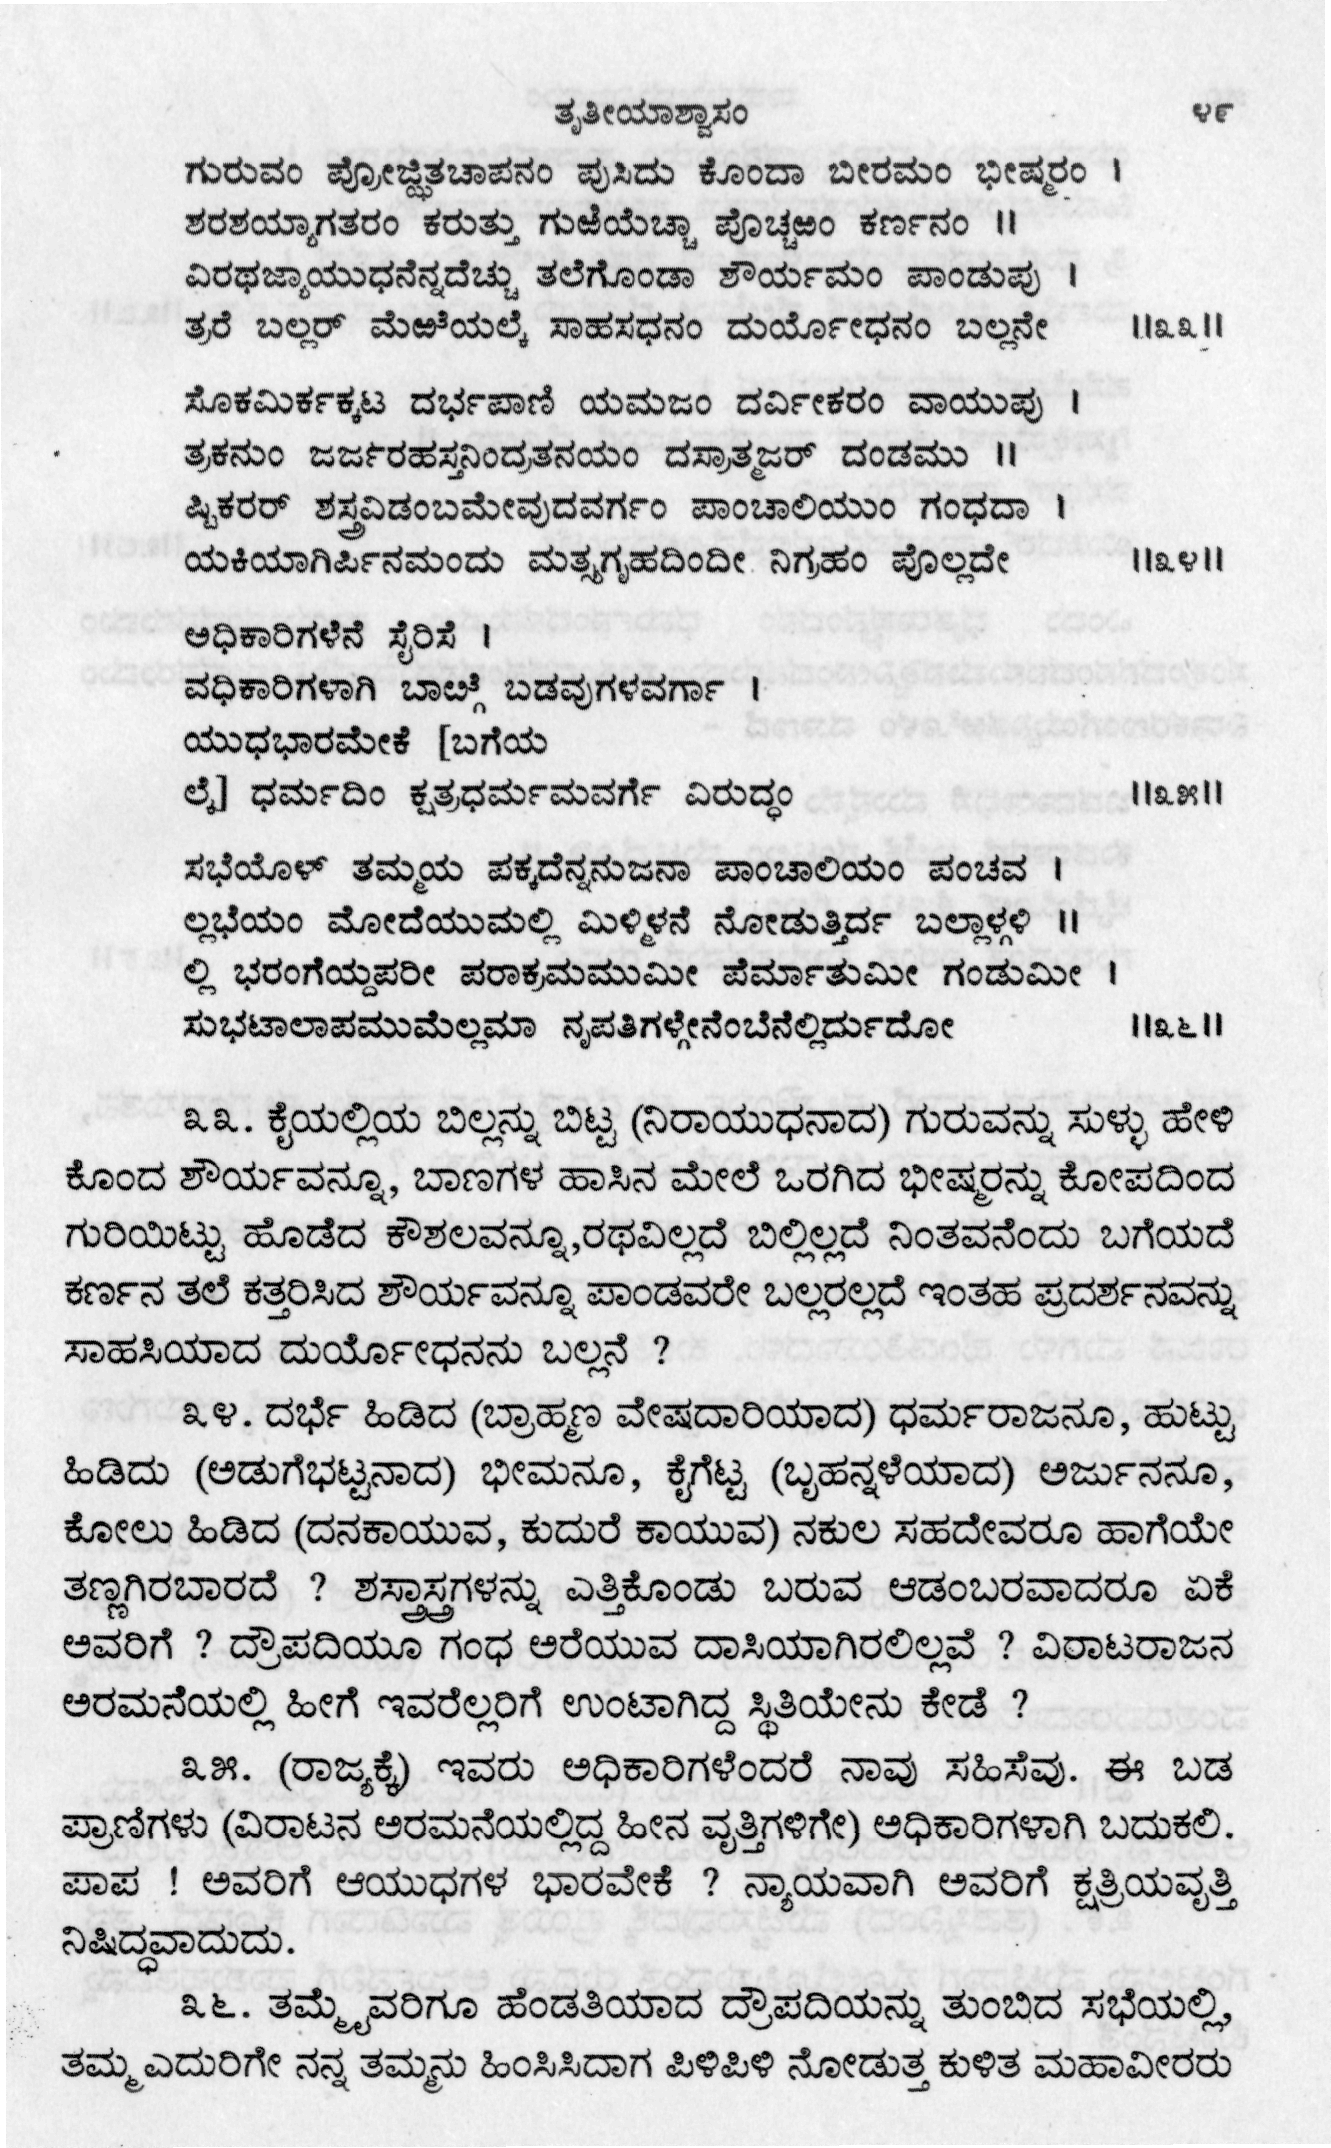 ತೃತೀಯಾಶ್ವಾಸಂ ೪೯
ಗುರುವಂ ಪ್ರೋಜ್ಝಿತಚಾಪನಂ ಪುಸಿದು ಕೊಂದಾ ಬೀರಮಂ ಭೀಷ್ಮರಂ ।
ಶರಶಯ್ಯಾಗತರಂ ಕರುತ್ತು ಗುಱಿಯೆಚ್ಚಾ ಪೊಚ್ಚಱಂ ಕರ್ಣನಂ ॥
ವಿರಥಜ್ಯಾಯುಧನೆನ್ನದೆಚ್ಚು ತಲೆಗೊಂಡಾ ಶೌರ್ಯಮಂ ಪಾಂಡುಪು ।
ತ್ರರೆ ಬಲ್ಲರ್ ಮೆಱೆಯಲ್ಕೆ ಸಾಹಸಧನಂ ದುರ್ಯೋಧನಂ ಬಲ್ಲನೇ ॥೩೩॥
ಸೊಕಮಿರ್ಕಕ್ಕಟ ದರ್ಭಪಾಣಿ ಯಮಜಂ ದರ್ವೀಕರಂ ವಾಯುಪು ।
ತ್ರಕನುಂ ಜರ್ಜರಹಸ್ತನಿಂದ್ರತನಯಂ ದಸ್ರಾತ್ಮಜರ್ ದಂಡಮು ॥
ಷ್ಟಿಕರರ್ ಶಸ್ತ್ರವಿಡಂಬಮೇವುದವರ್ಗಂ ಪಾಂಚಾಲಿಯುಂ ಗಂಧದಾ ।
ಯಕಿಯಾಗಿರ್ಪಿನಮಂದು ಮತ್ಸ್ಯಗೃಹದಿಂದೀ ನಿಗ್ರಹಂ ಪೊಲ್ಲದೇ ॥೩೪॥
ಅಧಿಕಾರಿಗಳೆನೆ ಸೈರಿಸೆ ।
ವಧಿಕಾರಿಗಳಾಗಿ ಬಾೞ್ಗೆ ಬಡವುಗಳವರ್ಗಾ ।
ಯುಧಭಾರಮೇಕೆ [ಬಗೆಯ
ಲ್ಕೆ] ಧರ್ಮದಿಂ ಕ್ಷತ್ರಧರ್ಮಮವರ್ಗೆ ವಿರುದ್ಧಂ ॥೩೫॥
ಸಭೆಯೊಳ್ ತಮ್ಮಯ ಪಕ್ಕದೆನ್ನನುಜನಾ ಪಾಂಚಾಲಿಯಂ ಪಂಚವ ।
ಲ್ಲಭೆಯಂ ಮೋದೆಯುಮಲ್ಲಿ ಮಿಳ್ಮಿಳನೆ ನೋಡುತ್ತಿರ್ದ ಬಲ್ಲಾಳ್ಗಳಿ ॥
ಲ್ಲಿ ಭರಂಗೆಯ್ದಪರೀ ಪರಾಕ್ರಮಮುಮೀ ಪೆರ್ಮಾತುಮೀ ಗಂಡುಮೀ ।
ಸುಭಟಾಲಾಪಮುಮೆಲ್ಲಮಾ ನೃಪತಿಗಳ್ಗೇನೆಂಬೆನೆಲ್ಲಿರ್ದುದೋ ॥೩೬॥
೩೩. ಕೈಯಲ್ಲಿಯ ಬಿಲ್ಲನ್ನು ಬಿಟ್ಟ (ನಿರಾಯುಧನಾದ) ಗುರುವನ್ನು ಸುಳ್ಳು ಹೇಳಿ
ಕೊಂದ ಶೌರ್ಯವನ್ನೂ, ಬಾಣಗಳ ಹಾಸಿನ ಮೇಲೆ ಒರಗಿದ ಭೀಷ್ಮರನ್ನು ಕೋಪದಿಂದ
ಗುರಿಯಿಟ್ಟು ಹೊಡೆದ ಕೌಶಲವನ್ನೂ,ರಥವಿಲ್ಲದೆ ಬಿಲ್ಲಿಲ್ಲದೆ ನಿಂತವನೆಂದು ಬಗೆಯದೆ
ಕರ್ಣನ ತಲೆ ಕತ್ತರಿಸಿದ ಶೌರ್ಯವನ್ನೂ ಪಾಂಡವರೇ ಬಲ್ಲರಲ್ಲದೆ ಇಂತಹ ಪ್ರದರ್ಶನವನ್ನು
ಸಾಹಸಿಯಾದ ದುರ್ಯೋಧನನು ಬಲ್ಲನೆ ?
೩೪. ದರ್ಭೆ ಹಿಡಿದ (ಬ್ರಾಹ್ಮಣ ವೇಷದಾರಿಯಾದ) ಧರ್ಮರಾಜನೂ, ಹುಟ್ಟು
ಹಿಡಿದು (ಅಡುಗೆಭಟ್ಟನಾದ) ಭೀಮನೂ, ಕೈಗೆಟ್ಟ (ಬೃಹನ್ನಳೆಯಾದ) ಅರ್ಜುನನೂ,
ಕೋಲು ಹಿಡಿದ (ದನಕಾಯುವ, ಕುದುರೆ ಕಾಯುವ) ನಕುಲ ಸಹದೇವರೂ ಹಾಗೆಯೇ
ತಣ್ಣಗಿರಬಾರದೆ ? ಶಸ್ತ್ರಾಸ್ತ್ರಗಳನ್ನು ಎತ್ತಿಕೊಂಡು ಬರುವ ಆಡಂಬರವಾದರೂ ಏಕೆ
ಅವರಿಗೆ ? ದ್ರೌಪದಿಯೂ ಗಂಧ ಅರೆಯುವ ದಾಸಿಯಾಗಿರಲಿಲ್ಲವೆ ? ವಿರಾಟರಾಜನ
ಅರಮನೆಯಲ್ಲಿ ಹೀಗೆ ಇವರೆಲ್ಲರಿಗೆ ಉಂಟಾಗಿದ್ದ ಸ್ಥಿತಿಯೇನು ಕೇಡೆ ?
೩೫. (ರಾಜ್ಯಕ್ಕೆ) ಇವರು ಅಧಿಕಾರಿಗಳೆಂದರೆ ನಾವು ಸಹಿಸೆವು. ಈ ಬಡ
ಪ್ರಾಣಿಗಳು (ವಿರಾಟನ ಅರಮನೆಯಲ್ಲಿದ್ದ ಹೀನ ವೃತ್ತಿಗಳಿಗೇ) ಅಧಿಕಾರಿಗಳಾಗಿ ಬದುಕಲಿ.
ಪಾಪ ! ಅವರಿಗೆ ಆಯುಧಗಳ ಭಾರವೇಕೆ ? ನ್ಯಾಯವಾಗಿ ಅವರಿಗೆ ಕ್ಷತ್ರಿಯವೃತ್ತಿ
ನಿಷಿದ್ಧವಾದುದು.
೩೬. ತಮ್ಮೈವರಿಗೂ ಹೆಂಡತಿಯಾದ ದ್ರೌಪದಿಯನ್ನು ತುಂಬಿದ ಸಭೆಯಲ್ಲಿ,
ತಮ್ಮ ಎದುರಿಗೇ ನನ್ನ ತಮ್ಮನು ಹಿಂಸಿಸಿದಾಗ ಪಿಳಿಪಿಳಿ ನೋಡುತ್ತ ಕುಳಿತ ಮಹಾವೀರರು